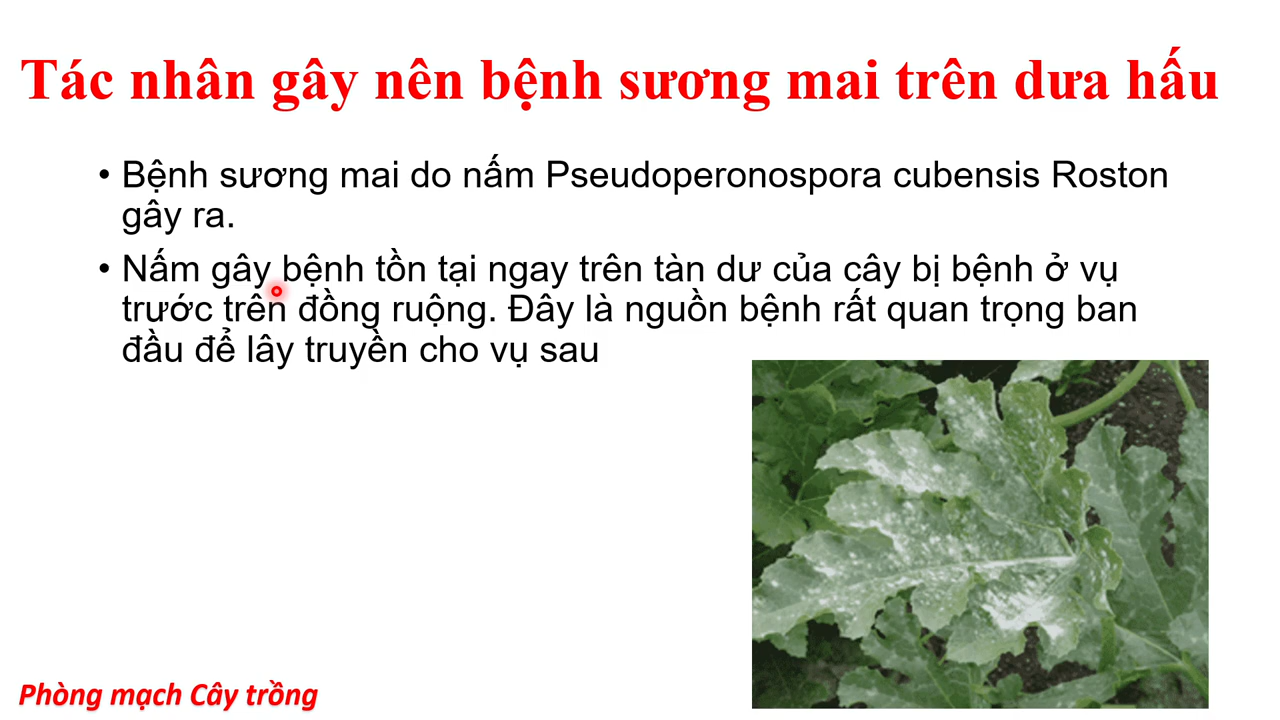 Tác nhân gây nên bệnh sương mai trên dưa hấu
• Bệnh sương mai do nấm Pseudoperonospora cubensis Roston
gây ra.
• Nấm gây bệnh tồn tại ngay trên tàn dư của cây bị bệnh ở vụ
trước trên đồng ruộng. Đây là nguồn bệnh rất quan trọng ban
đầu để lây truyền cho vụ sau
Phòng mạch Cây trồng